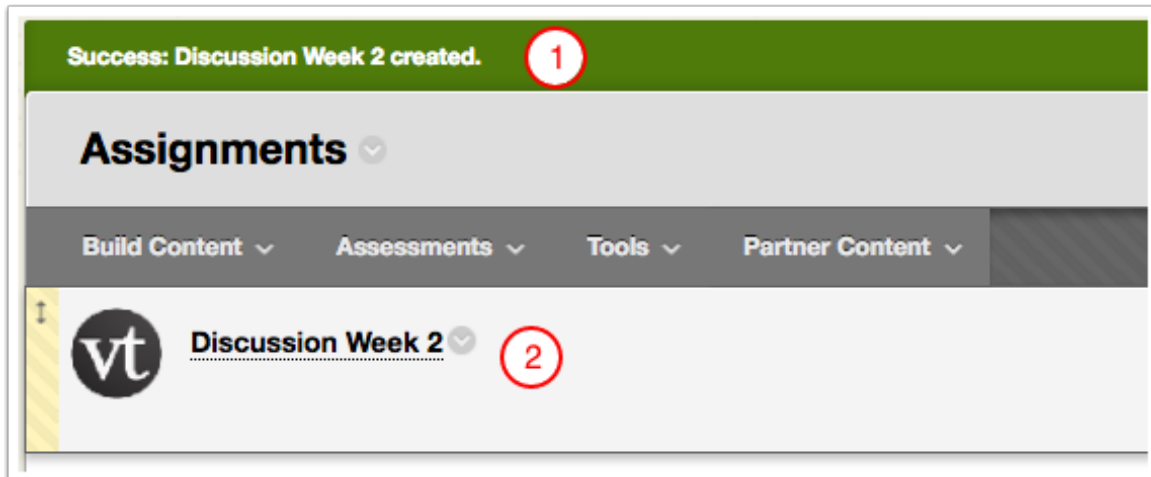 Success: Discussion Week 2 created. 1
Assignments
Build Content Assessments Tools Partner Content
vt Discussion Week 2 2